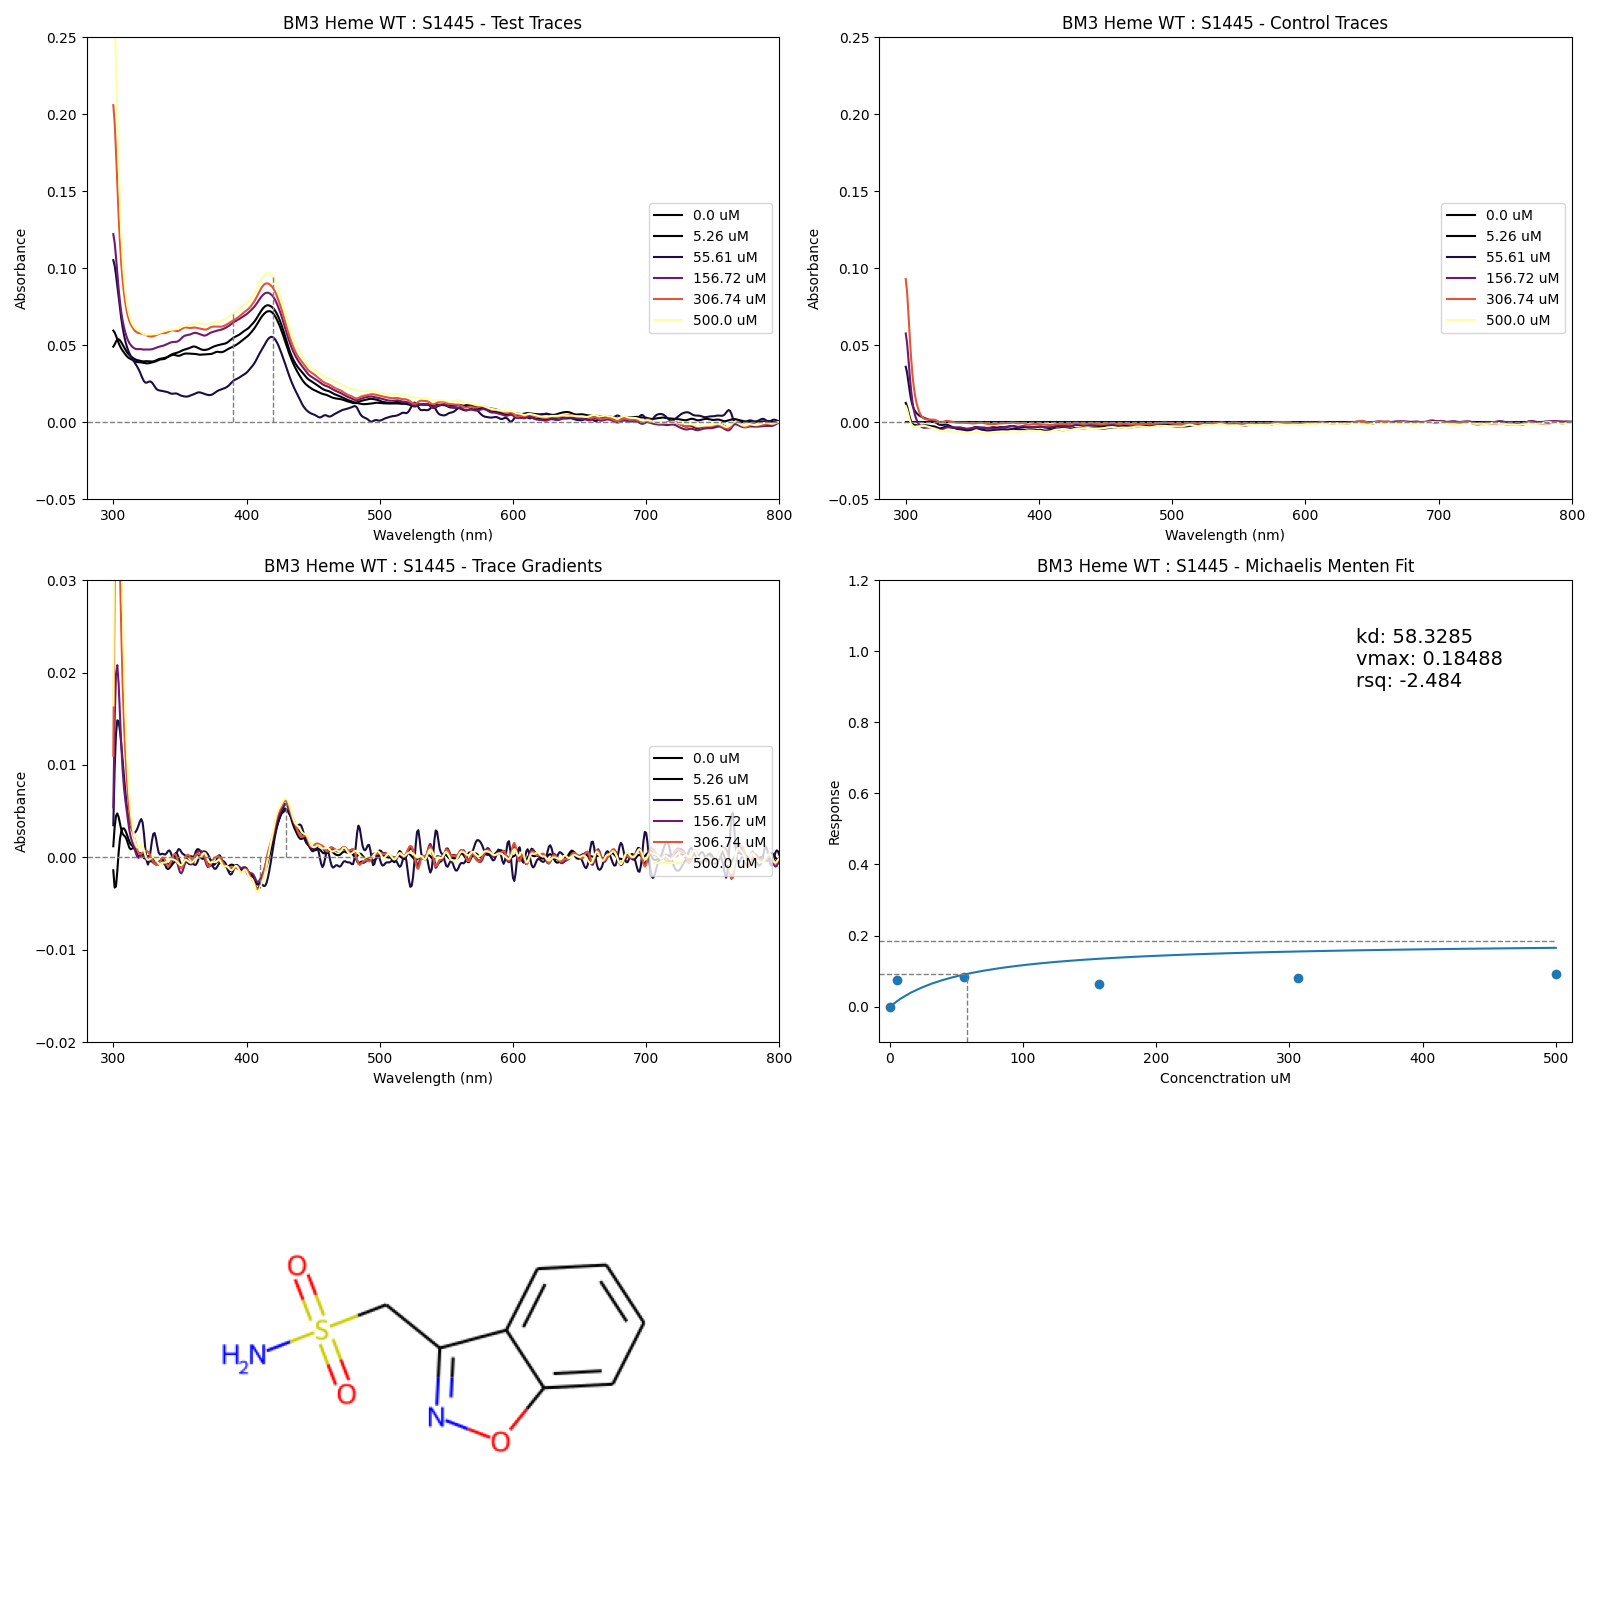 BM3 Heme WT : S1445 - Test Traces
0.25
0.20
0.15
0.10
0.05
0.00
−0.05
Absorbance
300 400 500 600 700 800
Wavelength (nm)
0.0 uM
5.26 uM
55.61 uM
156.72 uM
306.74 uM
500.0 uM
BM3 Heme WT : S1445 - Control Traces
0.25
0.20
0.15
0.10
0.05
0.00
−0.05
Absorbance
300 400 500 600 700 800
Wavelength (nm)
0.0 uM
5.26 uM
55.61 uM
156.72 uM
306.74 uM
500.0 uM
BM3 Heme WT : S1445 - Trace Gradients
0.03
0.02
0.01
0.00
−0.01
−0.02
Absorbance
300 400 500 600 700 800
Wavelength (nm)
0.0 uM
5.26 uM
55.61 uM
156.72 uM
306.74 uM
500.0 uM
BM3 Heme WT : S1445 - Michaelis Menten Fit
1.2
1.0
0.8
0.6
0.4
0.2
0.0
Response
0 100 200 300 400 500
Concenctration uM
kd: 58.3285
vmax: 0.18488
rsq: -2.484
O
S
H2N
O
N
O